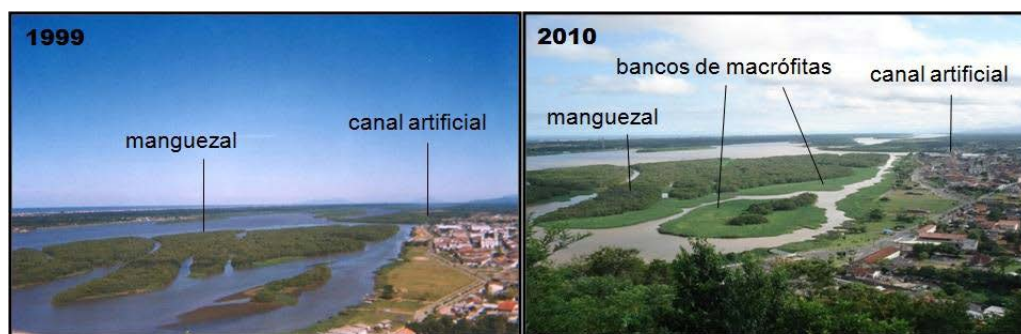 1999
manguezal
canal artificial
2010
bancos de macrófitas
canal artificial
manguezal